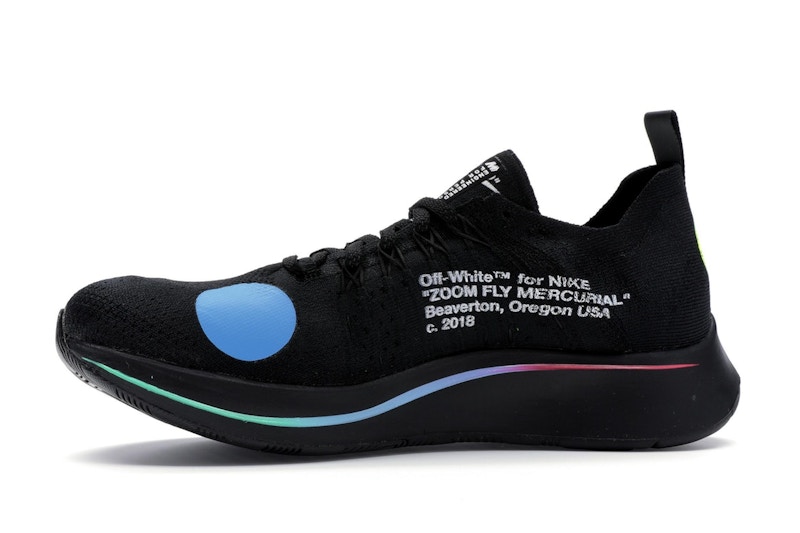 Off-White™ for NIKE
"ZOOM FLY MERCURIAL"
Beaverton, Oregon USA
c. 2018